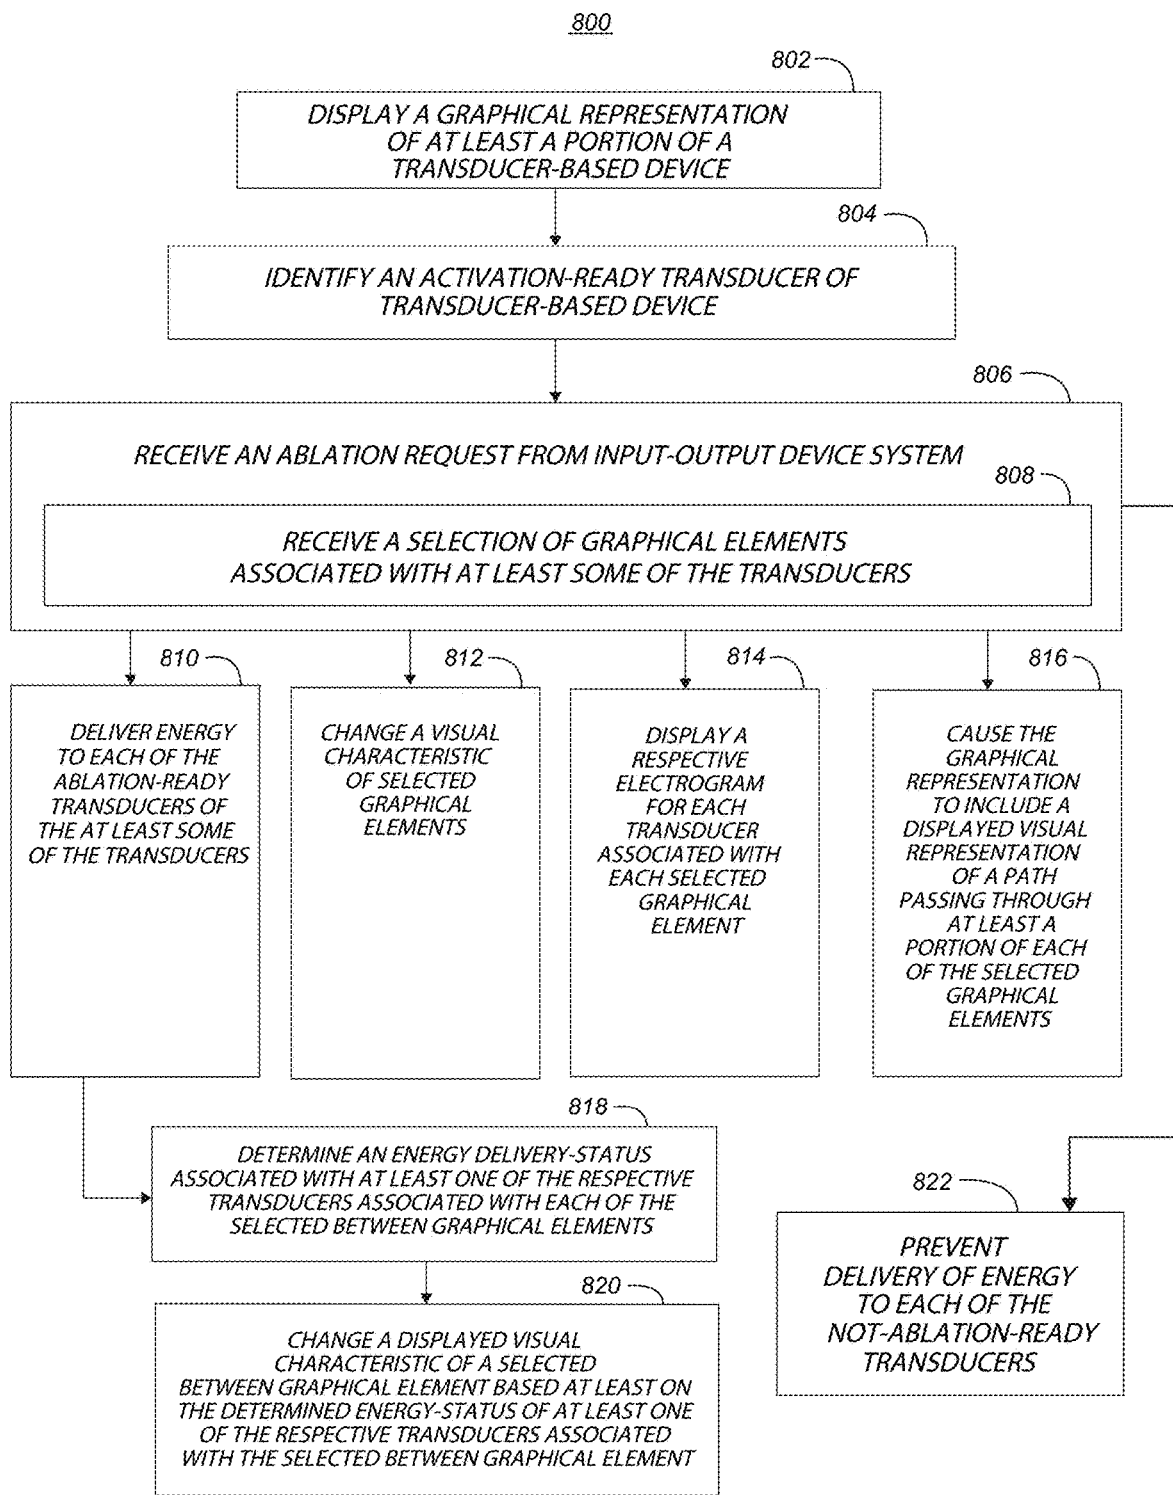 800
802
DISPLAY A GRAPHICAL REPRESENTATION
OF AT LEAST A PORTION OF A
TRANSDUCER-BASED DEVICE
804
IDENTIFY AN ACTIVATION-READY TRANSDUCER OF
TRANSDUCER-BASED DEVICE
806
RECEIVE AN ABLATION REQUEST FROM INPUT-OUTPUT DEVICE SYSTEM
808
RECEIVE A SELECTION OF GRAPHICAL ELEMENTS
ASSOCIATED WITH AT LEAST SOME OF THE TRANSDUCERS
810
DELIVER ENERGY
TO EACH OF THE
ABLATION-READY
TRANSDUCERS OF
THE AT LEAST SOME
OF THE TRANSDUCERS
812
CHANGE A VISUAL
CHARACTERISTIC
OF SELECTED
GRAPHICAL
ELEMENTS
814
DISPLAY A
RESPECTIVE
ELECTROGRAM
FOR EACH
TRANSDUCER
ASSOCIATED WITH
EACH SELECTED
GRAPHICAL
ELEMENT
816
CAUSE THE
GRAPHICAL
REPRESENTATION
TO INCLUDE A
DISPLAYED VISUAL
REPRESENTATION
OF A PATH
PASSING THROUGH
AT LEAST A
PORTION OF EACH
OF THE SELECTED
GRAPHICAL
ELEMENTS
818
DETERMINE AN ENERGY DELIVERY-STATUS
ASSOCIATED WITH AT LEAST ONE OF THE RESPECTIVE
TRANSDUCERS ASSOCIATED WITH EACH OF THE
SELECTED BETWEEN GRAPHICAL ELEMENTS
820
CHANGE A DISPLAYED VISUAL
CHARACTERISTIC OF A SELECTED
BETWEEN GRAPHICAL ELEMENT BASED AT LEAST ON
THE DETERMINED ENERGY-STATUS OF AT LEAST ONE
OF THE RESPECTIVE TRANSDUCERS ASSOCIATED
WITH THE SELECTED BETWEEN GRAPHICAL ELEMENT
822
PREVENT
DELIVERY OF ENERGY
TO EACH OF THE
NOT-ABLATION-READY
TRANSDUCERS